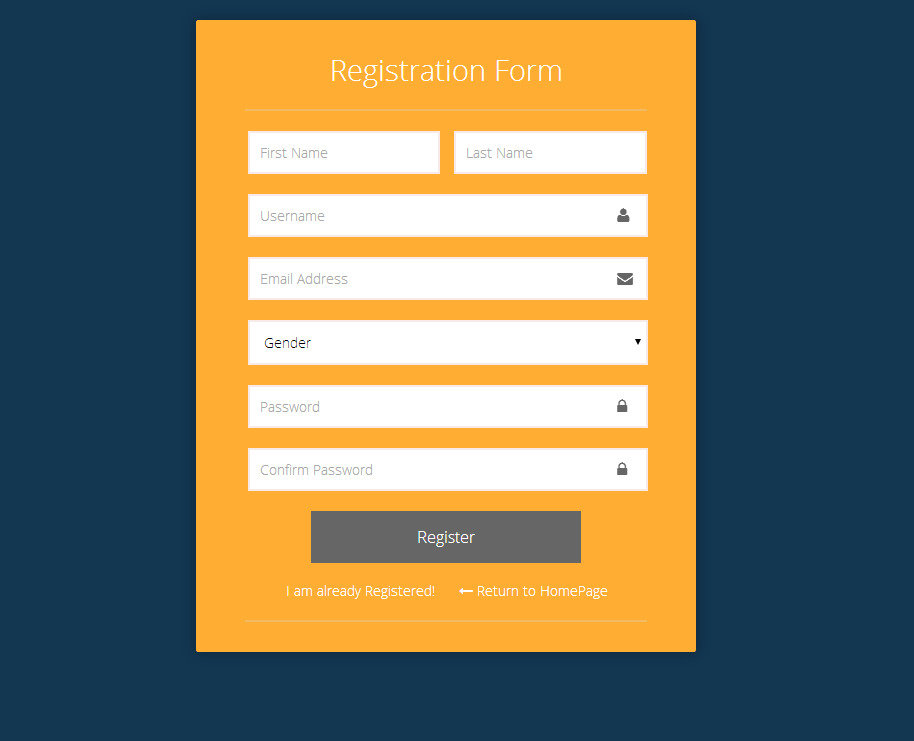 Registration Form
First Name Last Name
Username
Email Address
Gender
Password
Confirm Password
Register
I am already Registered! Return to HomePage